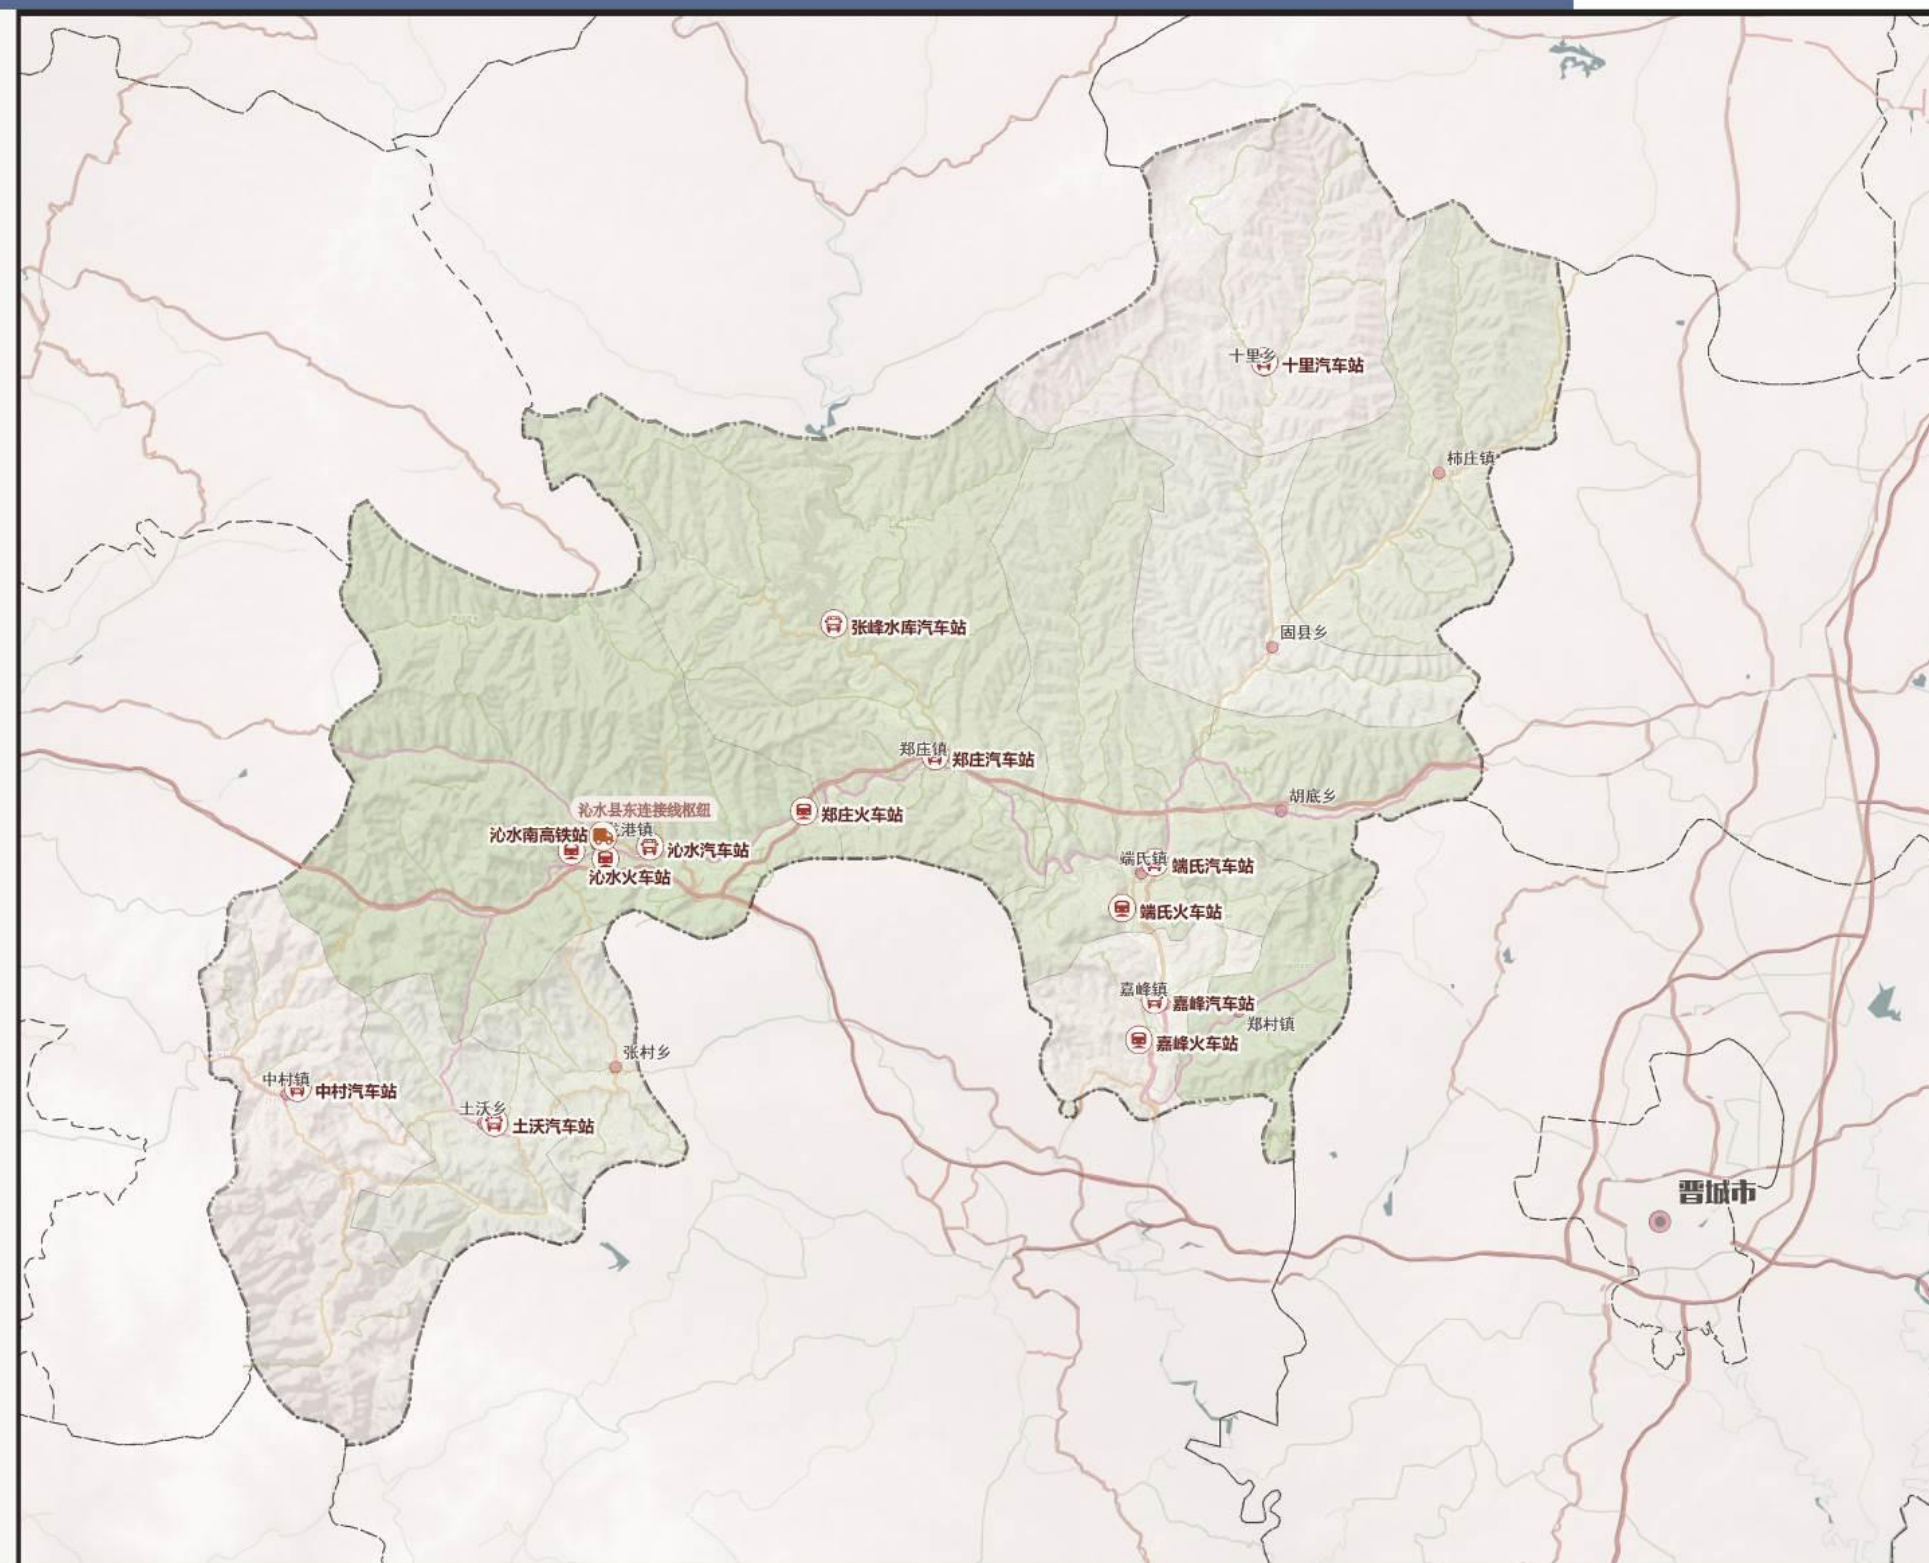 十里乡
十里汽车站
柿庄镇
张峰水库汽车站
固县乡
郑庄镇
郑庄汽车站
胡底乡
沁水县东连接线枢纽
郑庄火车站
沁水南高铁站
港镇
沁水汽车站
沁水火车站
端氏镇
端氏汽车站
端氏火车站
嘉峰镇
嘉峰汽车站
郑村镇
嘉峰火车站
张村乡
中村镇
中村汽车站
土沃乡
土沃汽车站
晋城市